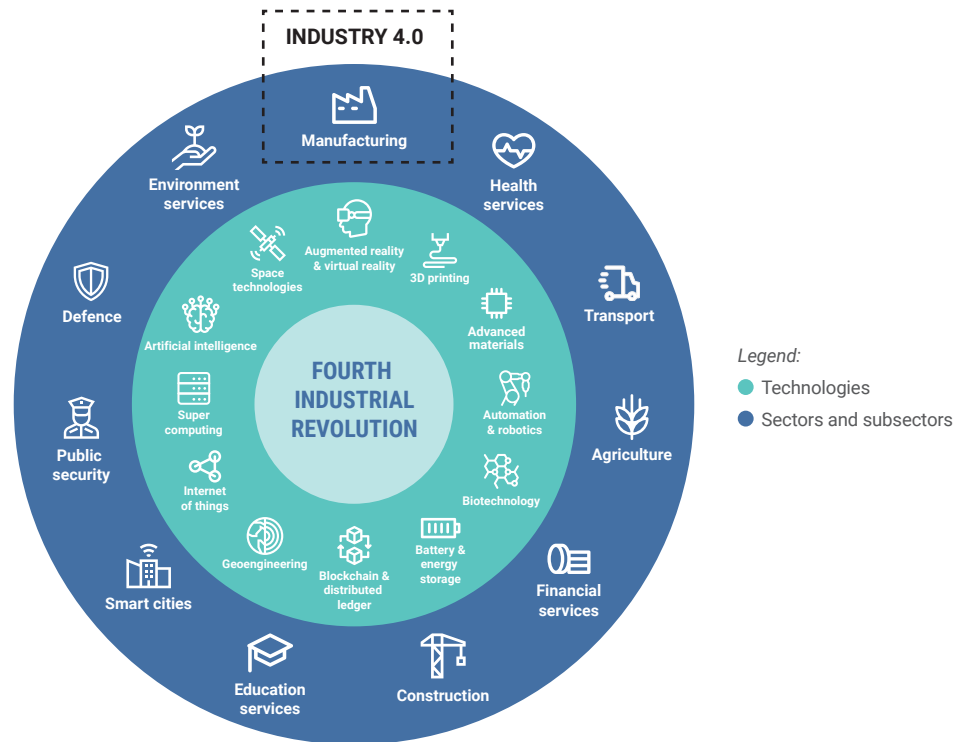 INDUSTRY 4.0
Manufacturing
Health
services
Transport
Agriculture
Financial
services
Construction
Education
services
Smart cities
Public
security
Defence
Environment
services
Augmented reality
& virtual reality
3D printing
Advanced
materials
Automation
& robotics
Biotechnology
Battery &
energy
storage
Blockchain &
distributed
ledger
Geoengineering
Internet
of things
Super
computing
Artificial intelligence
Space
technologies
FOURTH
INDUSTRIAL
REVOLUTION
Legend:
Technologies
Sectors and subsectors